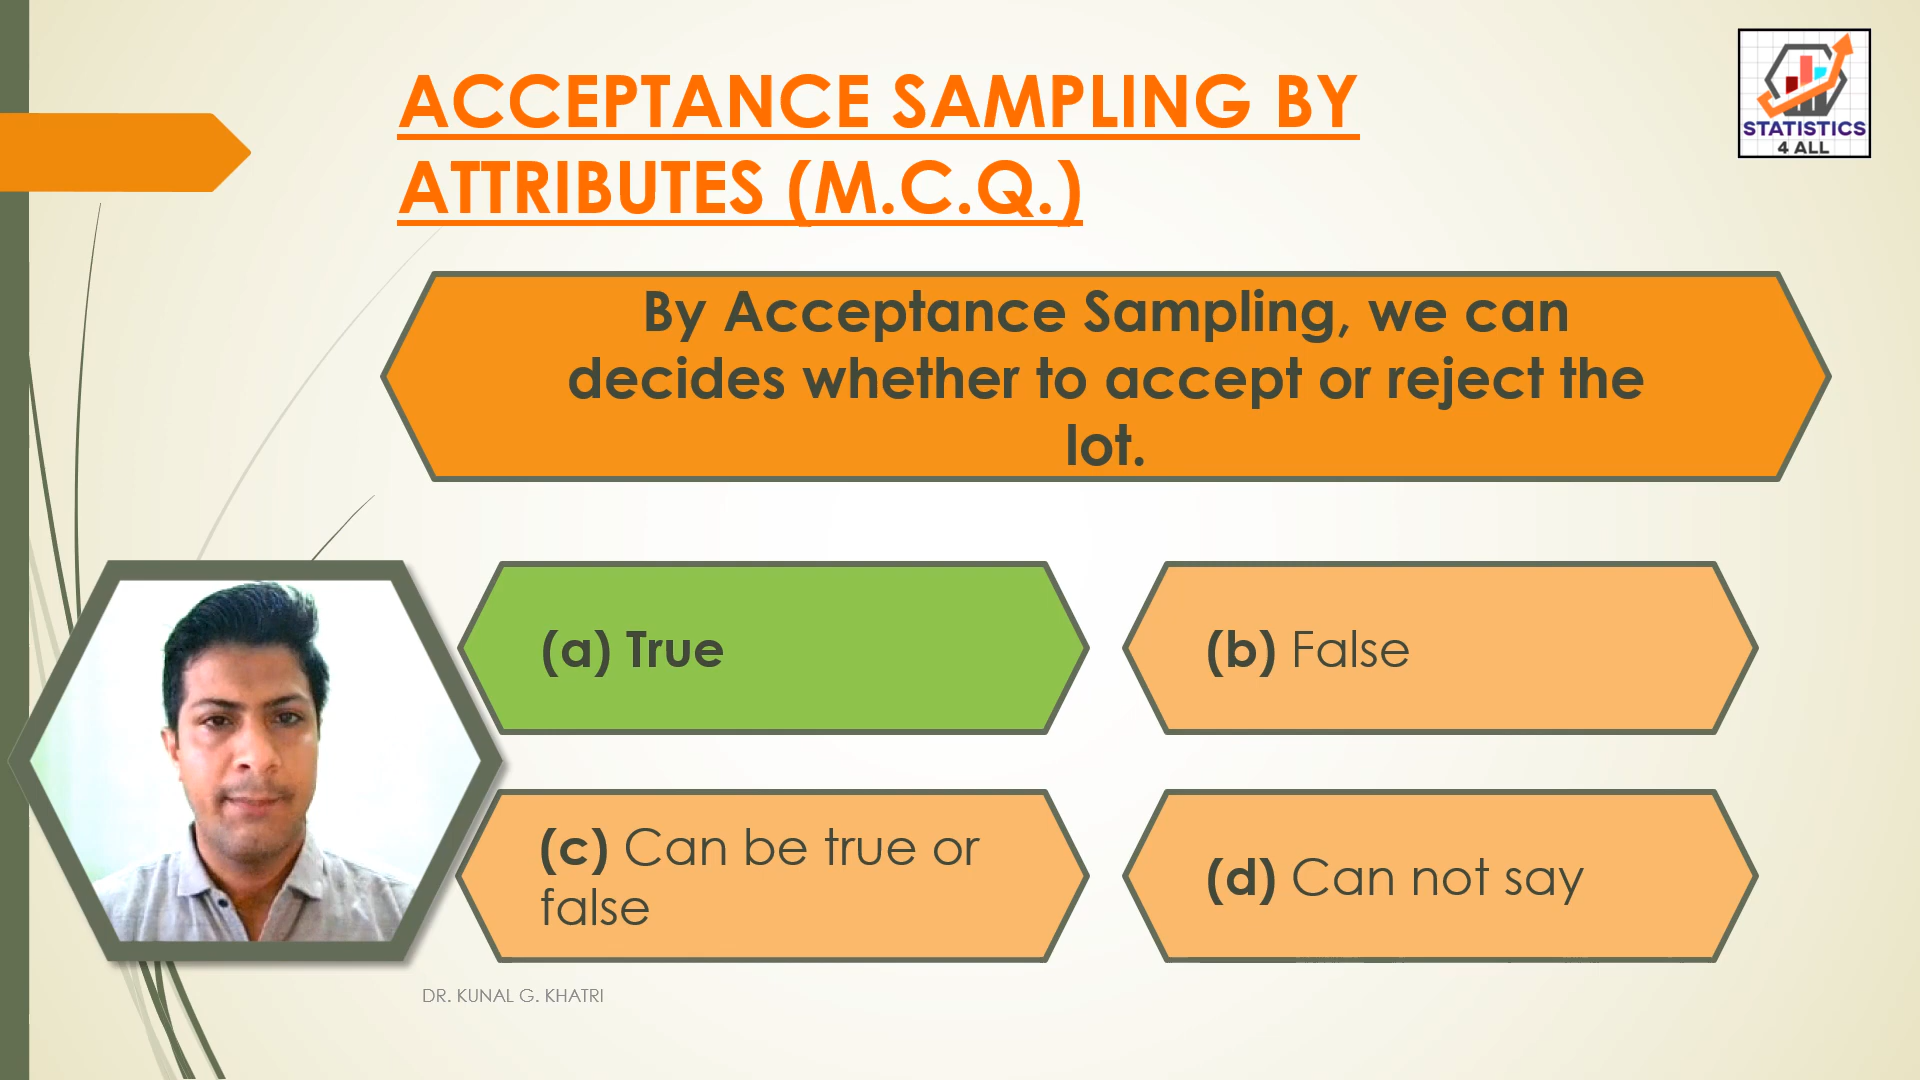 ACCEPTANCE SAMPLING BY
ATTRIBUTES (M.C.Q.)
STATISTICS
4 ALL
By Acceptance Sampling, we can
decides whether to accept or reject the
lot.
(a) True
(b) False
(c) Can be true or
false
(d) Can not say
DR. KUNAL G. KHATRI